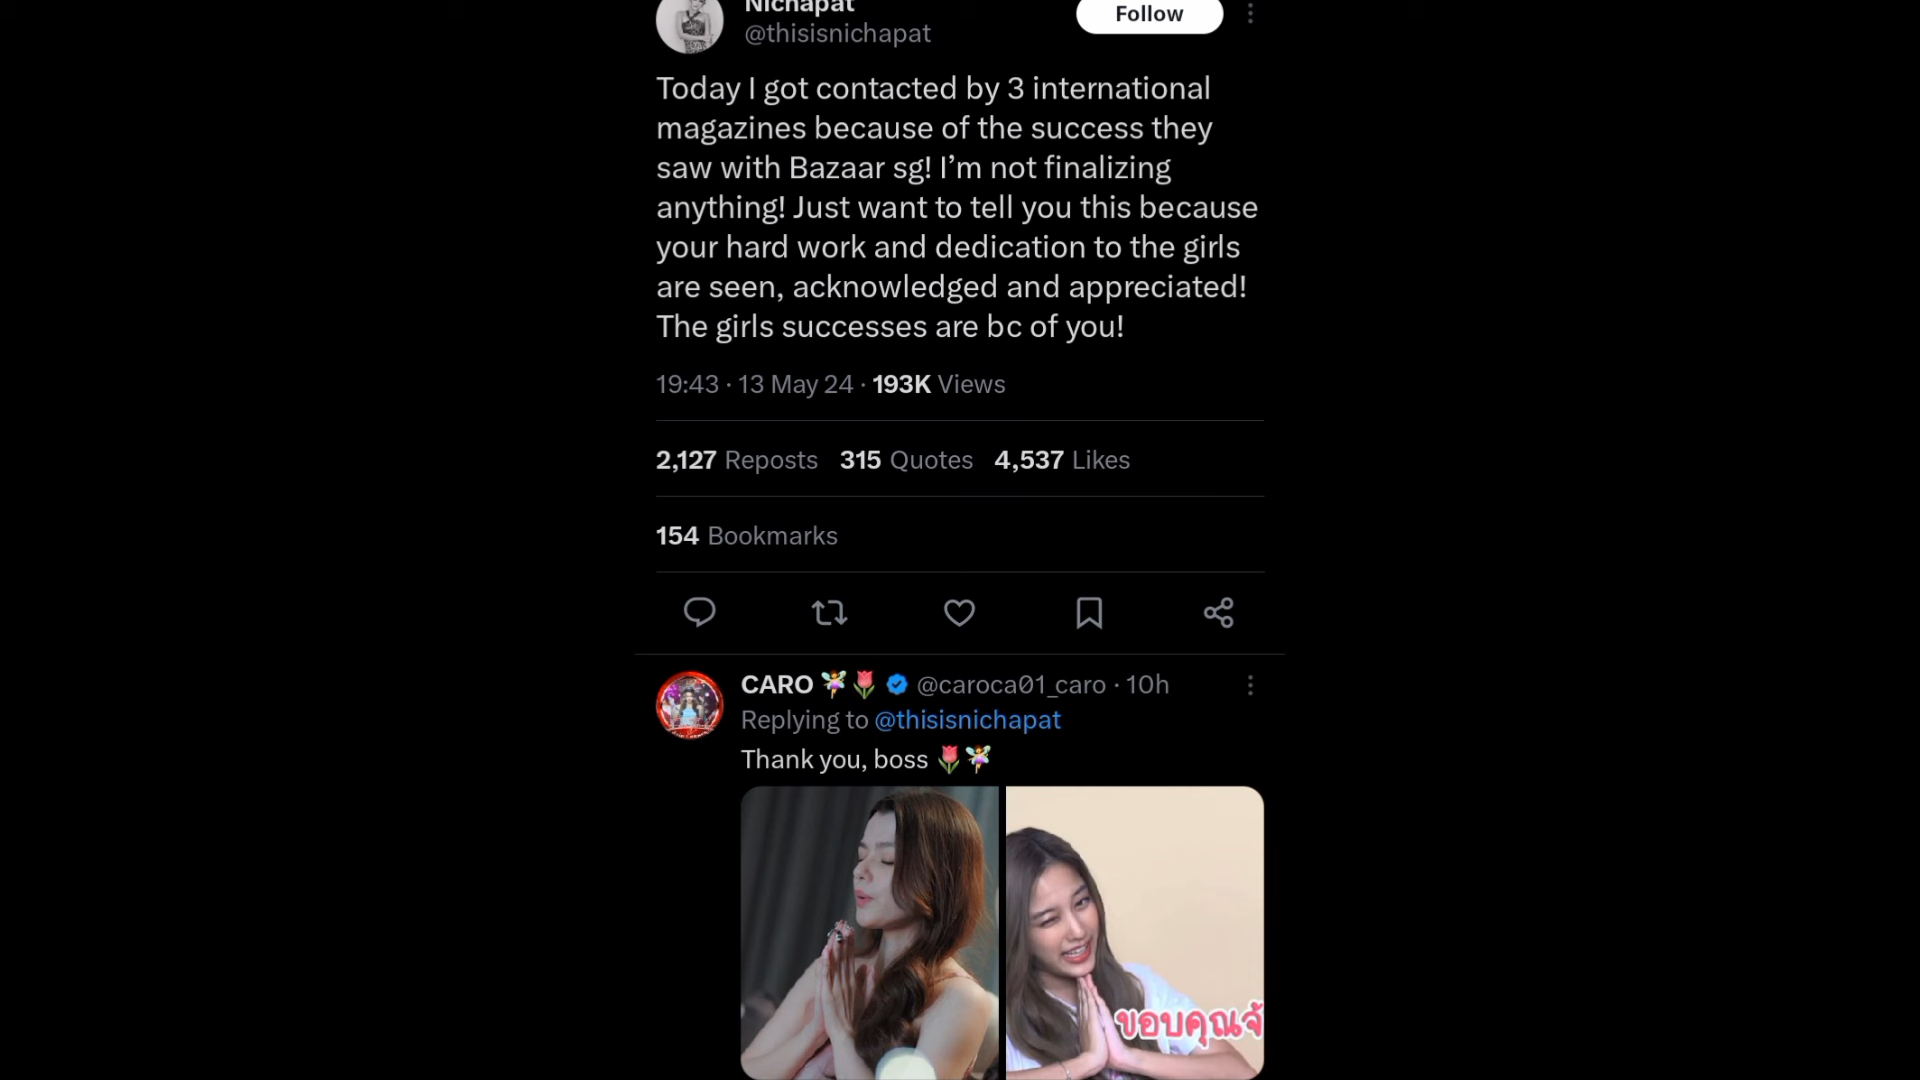 Nichapat
Follow
@thisisnichapat
Today I got contacted by 3 international
magazines because of the success they
saw with Bazaar sg! I’m not finalizing
anything! Just want to tell you this because
your hard work and dedication to the girls
are seen, acknowledged and appreciated!
The girls successes are bc of you!
19:43 · 13 May 24 · 193K Views
2,127 Reposts 315 Quotes 4,537 Likes
154 Bookmarks
CARO 🧚🌷 @caroca01_caro · 10h
Replying to @thisisnichapat
Thank you, boss 🌷🧚
ขอบคุณจ้